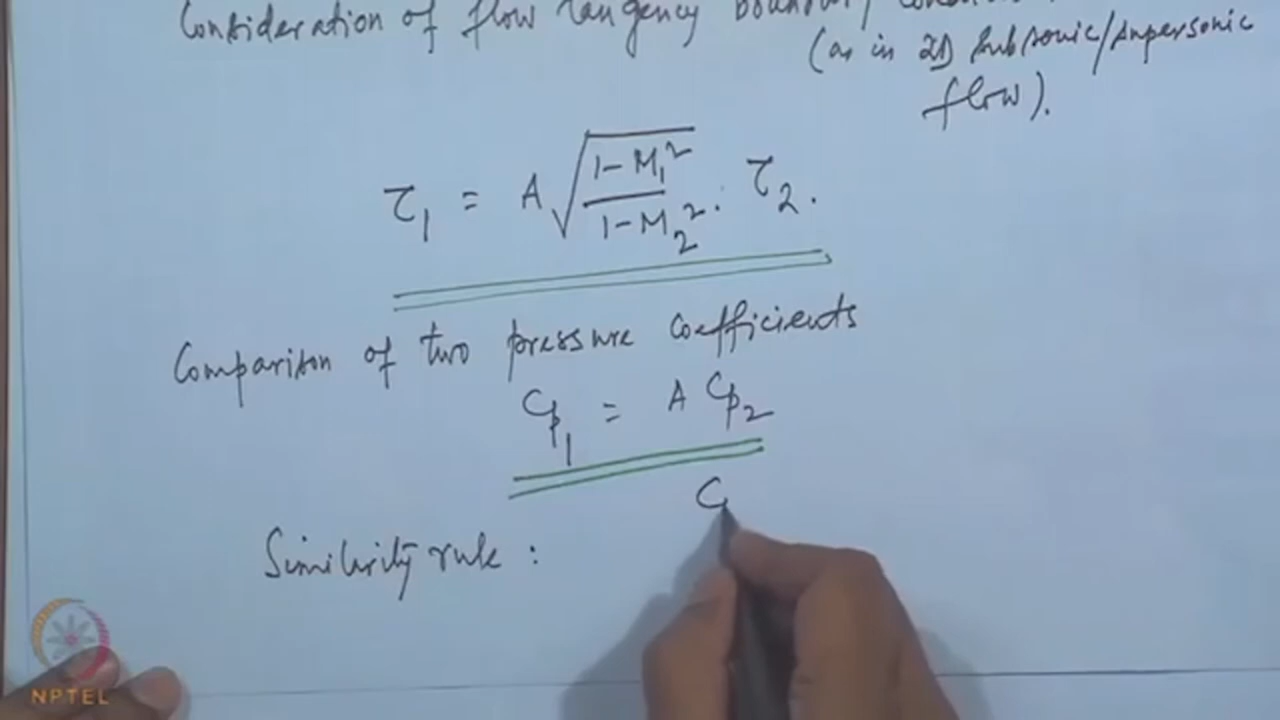 Consideration of flow tangency boundary
(as in 2D subsonic/supersonic
flow).
τ₁ = A √((1-M₁²)/(1-M₂²)) . τ₂.
Comparison of two pressure coefficients
Cp₁ = A Cp₂
C
Similarity rule :
NPTEL